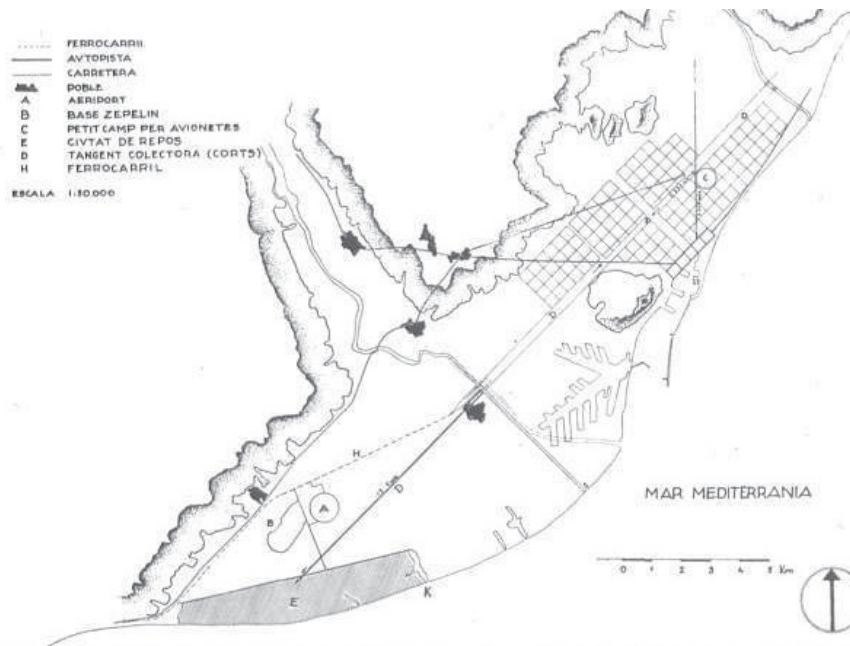 FERROCARRIL
AVTOPISTA
CARRETERA
POBLE
A AERIPORT
B BASE ZEPELIN
C PETIT CAMP PER AVIONETES
E CIVTAT DE REPOS
D TANGENT COLECTORA (CORTS)
H FERROCARRIL
ESCALA 1:50.000
D
C
D
H
D
B
A
E
K
MAR MEDITERRANIA
0 1 2 3 4 5 Km